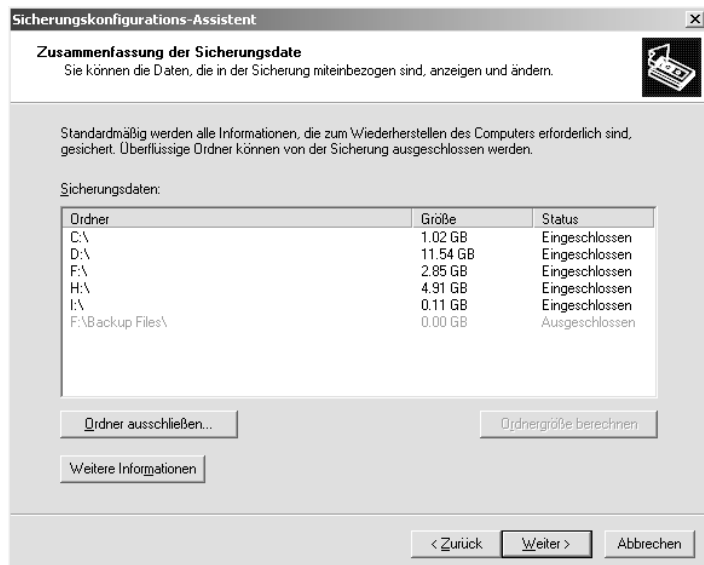 Sicherungskonfigurations-Assistent
Zusammenfassung der Sicherungsdate
Sie können die Daten, die in der Sicherung miteinbezogen sind, anzeigen und ändern.
Standardmäßig werden alle Informationen, die zum Wiederherstellen des Computers erforderlich sind,
gesichert. Überflüssige Ordner können von der Sicherung ausgeschlossen werden.
Sicherungsdaten:
Ordner Größe Status
C:\ 1.02 GB Eingeschlossen
D:\ 11.54 GB Eingeschlossen
F:\ 2.85 GB Eingeschlossen
H:\ 4.91 GB Eingeschlossen
I:\ 0.11 GB Eingeschlossen
F:\Backup Files\ 0.00 GB Ausgeschlossen
Ordner ausschließen... Ordnergröße berechnen
Weitere Informationen
< Zurück Weiter > Abbrechen